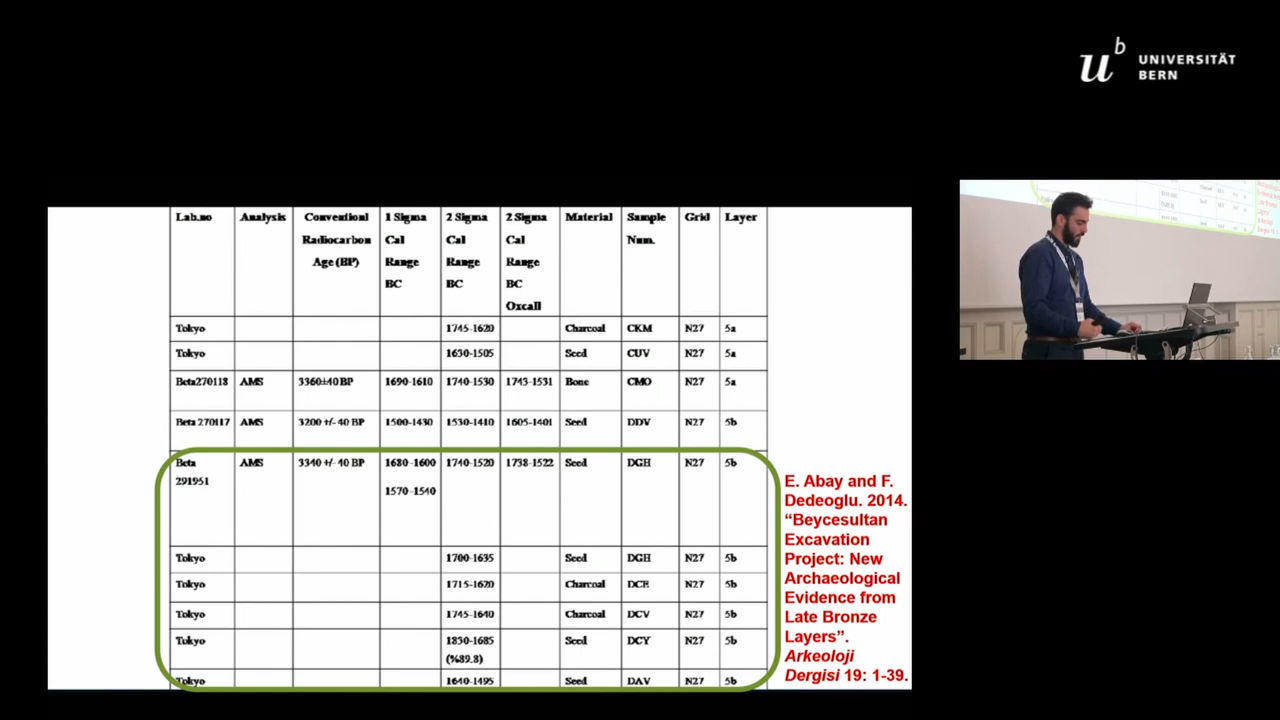 u^b UNIVERSITÄT
BERN
Lab.no Analysis Conventionl Radiocarbon Age (BP) 1 Sigma Cal Range BC 2 Sigma Cal Range BC 2 Sigma Cal Range BC Oxcall Material Sample Num. Grid Layer
Tokyo 1745-1620 Charcoal CKM N27 5a
Tokyo 1630-1505 Seed CUV N27 5a
Beta270118 AMS 3360±40 BP 1690-1610 1740-1530 1743-1531 Bone CMO N27 5a
Beta 270117 AMS 3200 +/- 40 BP 1500-1430 1530-1410 1605-1401 Seed DDV N27 5b
Beta AMS 3340 +/- 40 BP 1680-1600 1740-1520 1738-1522 Seed DGH N27 5b
291951
1570-1540
Tokyo 1700-1635 Seed DGH N27 5b
Tokyo 1715-1620 Charcoal DCE N27 5b
Tokyo 1745-1640 Charcoal DCV N27 5b
Tokyo 1830-1685 Seed DCY N27 5b
(%89.8)
Tokyo 1640-1495 Seed DAV N27 5b
E. Abay and F.
Dedeoglu. 2014.
“Beycesultan
Excavation
Project: New
Archaeological
Evidence from
Late Bronze
Layers”.
Arkeoloji
Dergisi 19: 1-39.